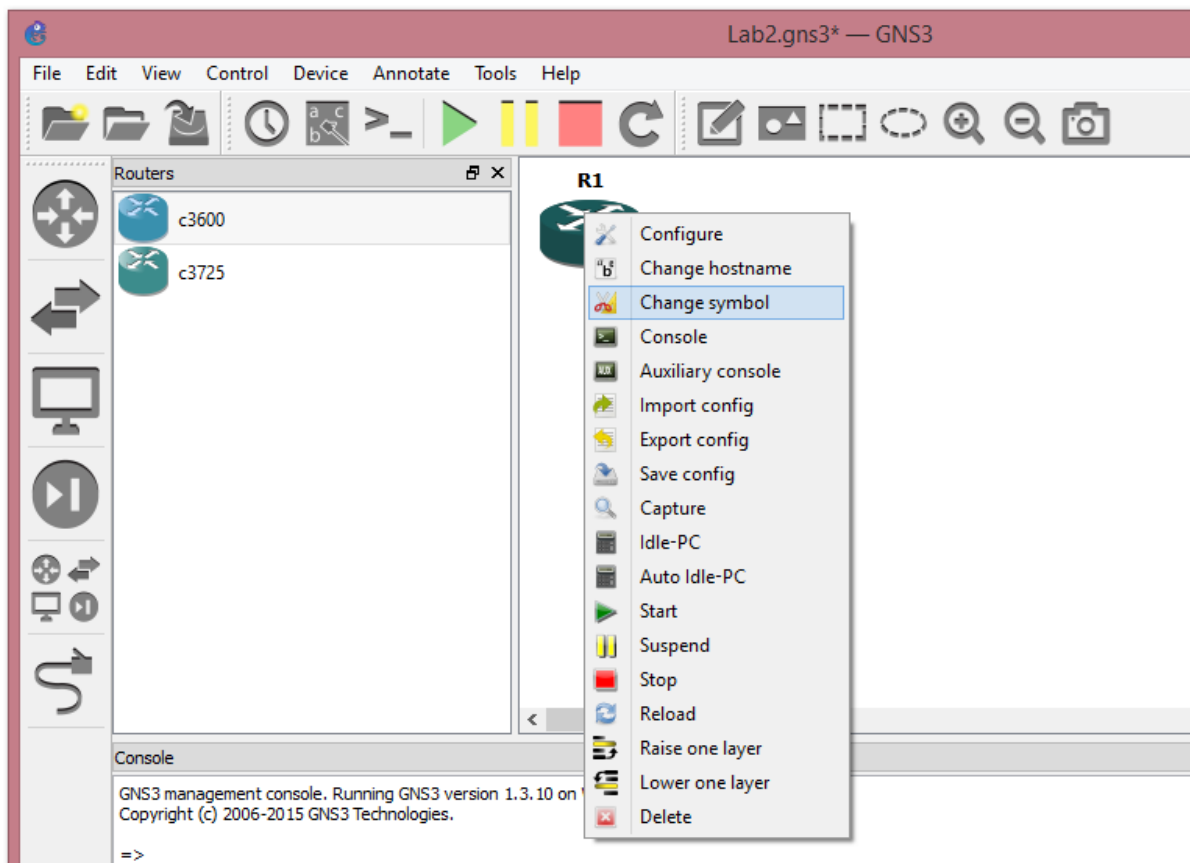 Lab2.gns3* — GNS3
File Edit View Control Device Annotate Tools Help
Routers
c3600
c3725
R1
Configure
Change hostname
Change symbol
Console
Auxiliary console
Import config
Export config
Save config
Capture
Idle-PC
Auto Idle-PC
Start
Suspend
Stop
Reload
Raise one layer
Lower one layer
Delete
Console
GNS3 management console. Running GNS3 version 1.3.10 on
Copyright (c) 2006-2015 GNS3 Technologies.
=>